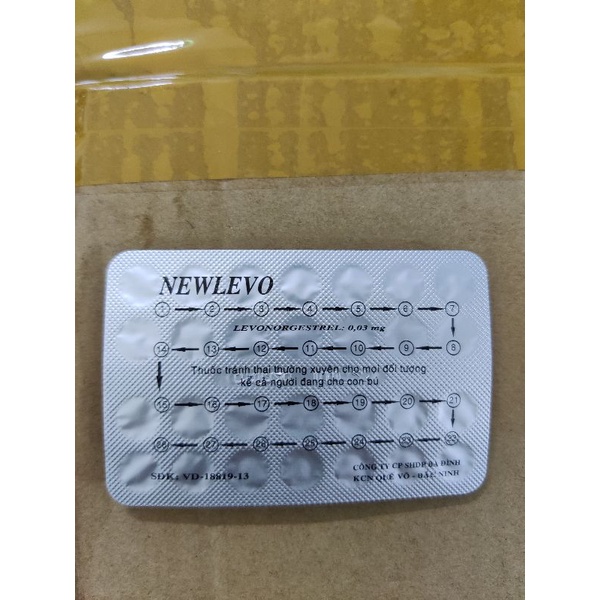 NEWLEVO
1 2 3 4 5 6 7
LEVONORGESTREL: 0,03 mg
14 13 12 11 10 9 8
Thuốc tránh thai thường xuyên cho mọi đối tượng
kể cả người đang cho con bú
15 16 17 18 19 20 21
28 27 26 25 24 23 22
SĐK: VD-18819-13
CÔNG TY CP SHDP BA ĐÌNH
KCN QUẾ VÕ - BẮC NINH